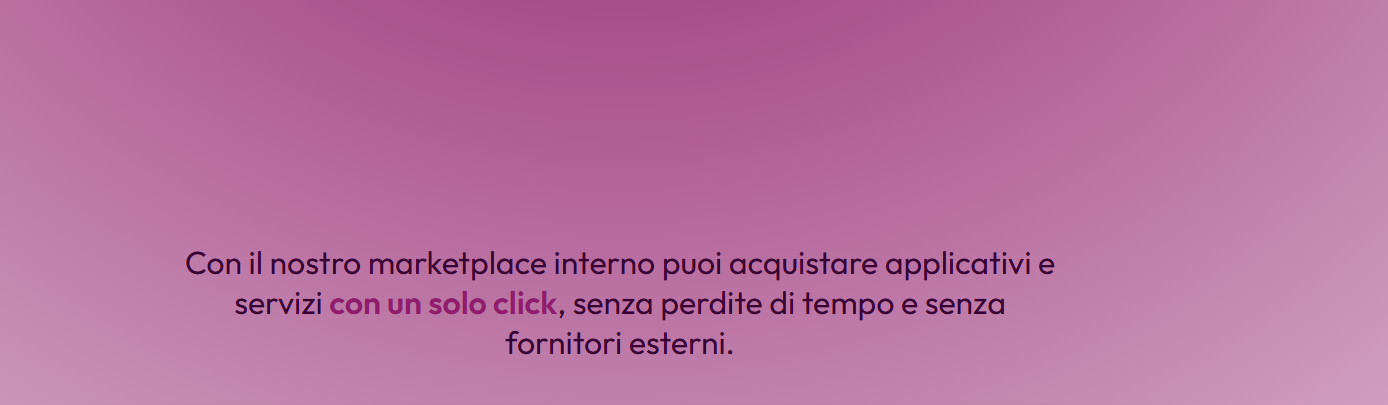 Con il nostro marketplace interno puoi acquistare applicativi e
servizi con un solo click, senza perdite di tempo e senza
fornitori esterni.